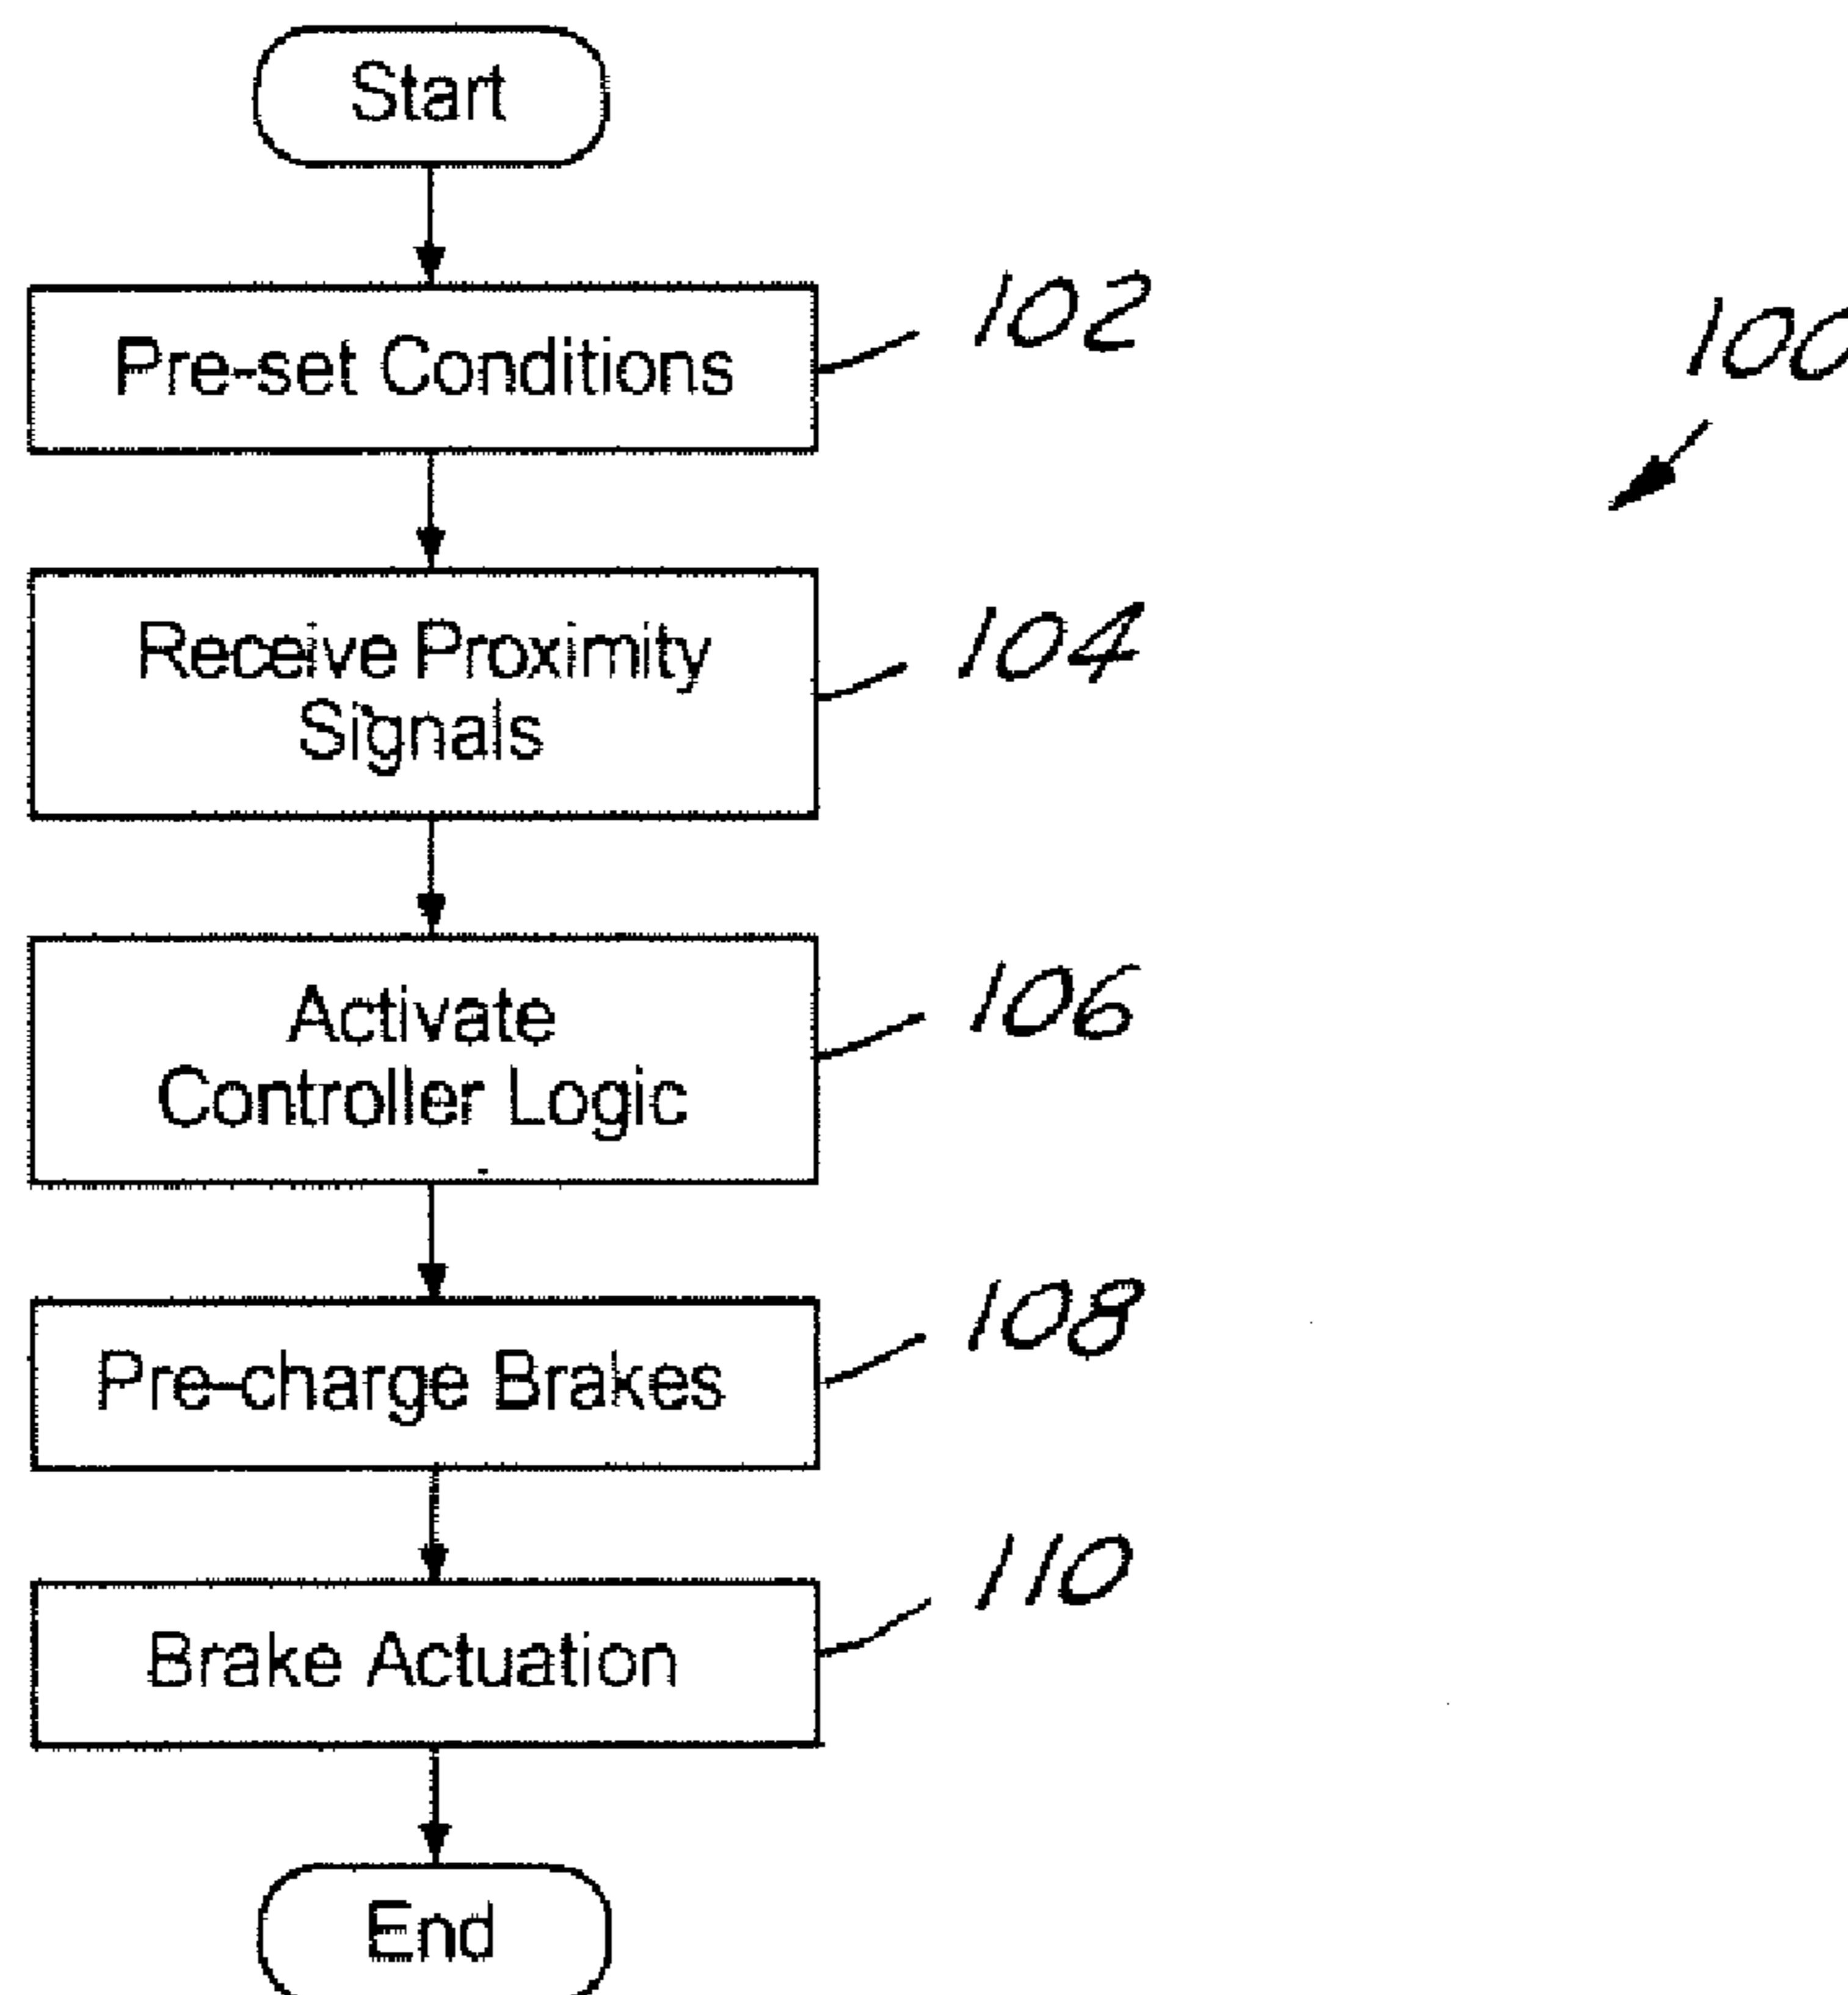 Start
Pre-set Conditions
102
100
Receive Proximity
Signals
104
Activate
Controller Logic
106
Pre-charge Brakes
108
Brake Actuation
110
End